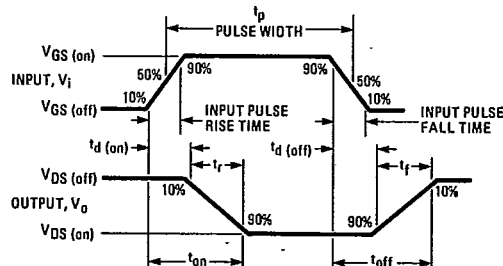 tp
PULSE WIDTH
VGS (on)
50%
90%
90%
50%
INPUT, Vi
10%
10%
VGS (off)
INPUT PULSE
RISE TIME
INPUT PULSE
FALL TIME
td (on)
td (off)
tr
tf
VDS (off)
10%
10%
OUTPUT, Vo
90%
90%
VDS (on)
ton
toff